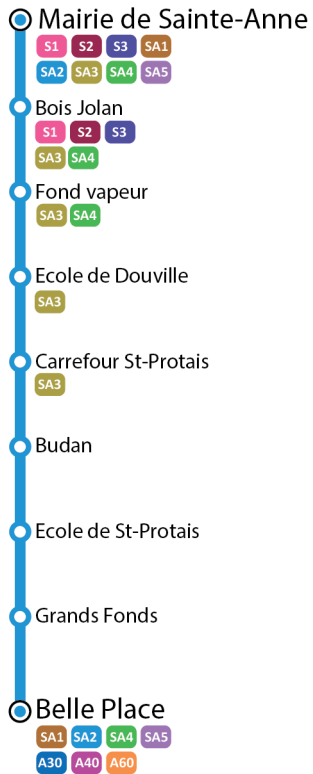 Mairie de Sainte-Anne
S1 S2 S3 SA1
SA2 SA3 SA4 SA5
Bois Jolan
S1 S2 S3
SA3 SA4
Fond vapeur
SA3 SA4
Ecole de Douville
SA3
Carrefour St-Protais
SA3
Budan
Ecole de St-Protais
Grands Fonds
Belle Place
SA1 SA2 SA4 SA5
A30 A40 A60